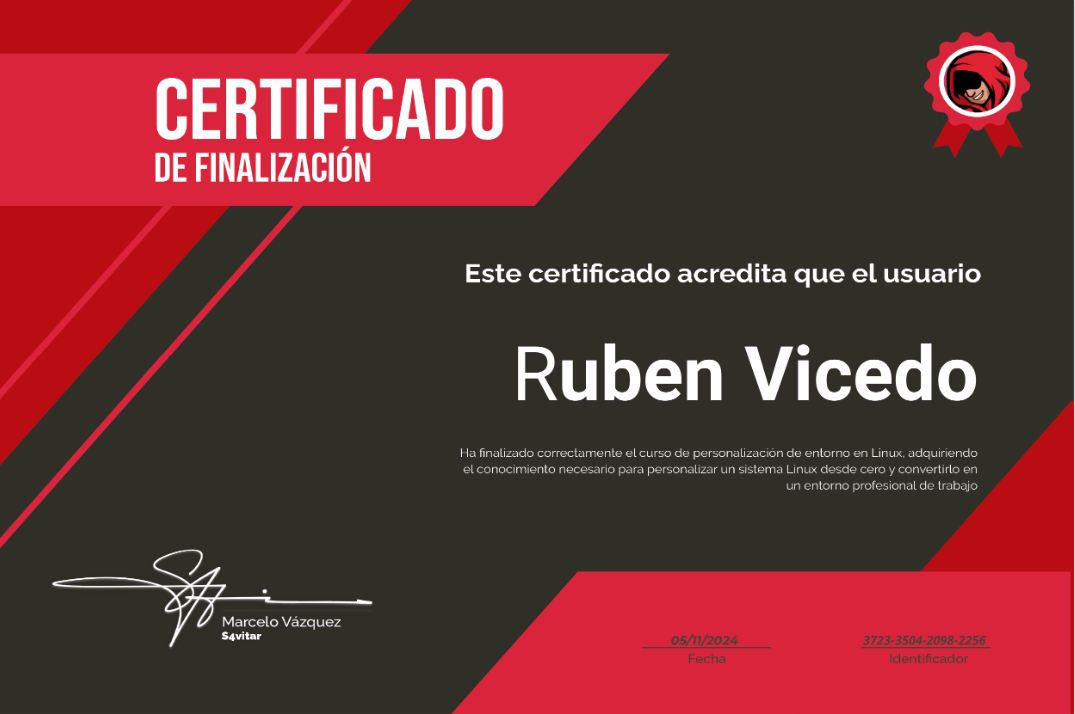 CERTIFICADO
DE FINALIZACIÓN
Este certificado acredita que el usuario
Ruben Vicedo
Ha finalizado correctamente el curso de personalización de entorno en Linux, adquiriendo
el conocimiento necesario para personalizar un sistema Linux desde cero y convertirlo en
un entorno profesional de trabajo
Marcelo Vázquez
S4vitar
05/11/2024
Fecha
3723-3504-2098-2256
Identificador